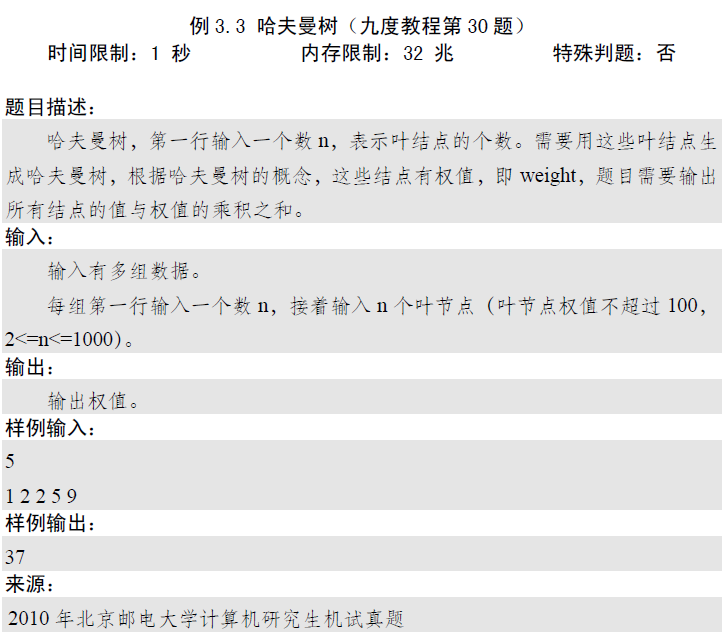 例 3.3 哈夫曼树（九度教程第 30 题）
时间限制：1 秒 内存限制：32 兆 特殊判题：否
题目描述：
哈夫曼树，第一行输入一个数 n，表示叶结点的个数。需要用这些叶结点生
成哈夫曼树，根据哈夫曼树的概念，这些结点有权值，即 weight，题目需要输出
所有结点的值与权值的乘积之和。
输入：
输入有多组数据。
每组第一行输入一个数 n，接着输入 n 个叶节点（叶节点权值不超过 100，
2<=n<=1000）。
输出：
输出权值。
样例输入：
5
1 2 2 5 9
样例输出：
37
来源：
2010 年北京邮电大学计算机研究生机试真题